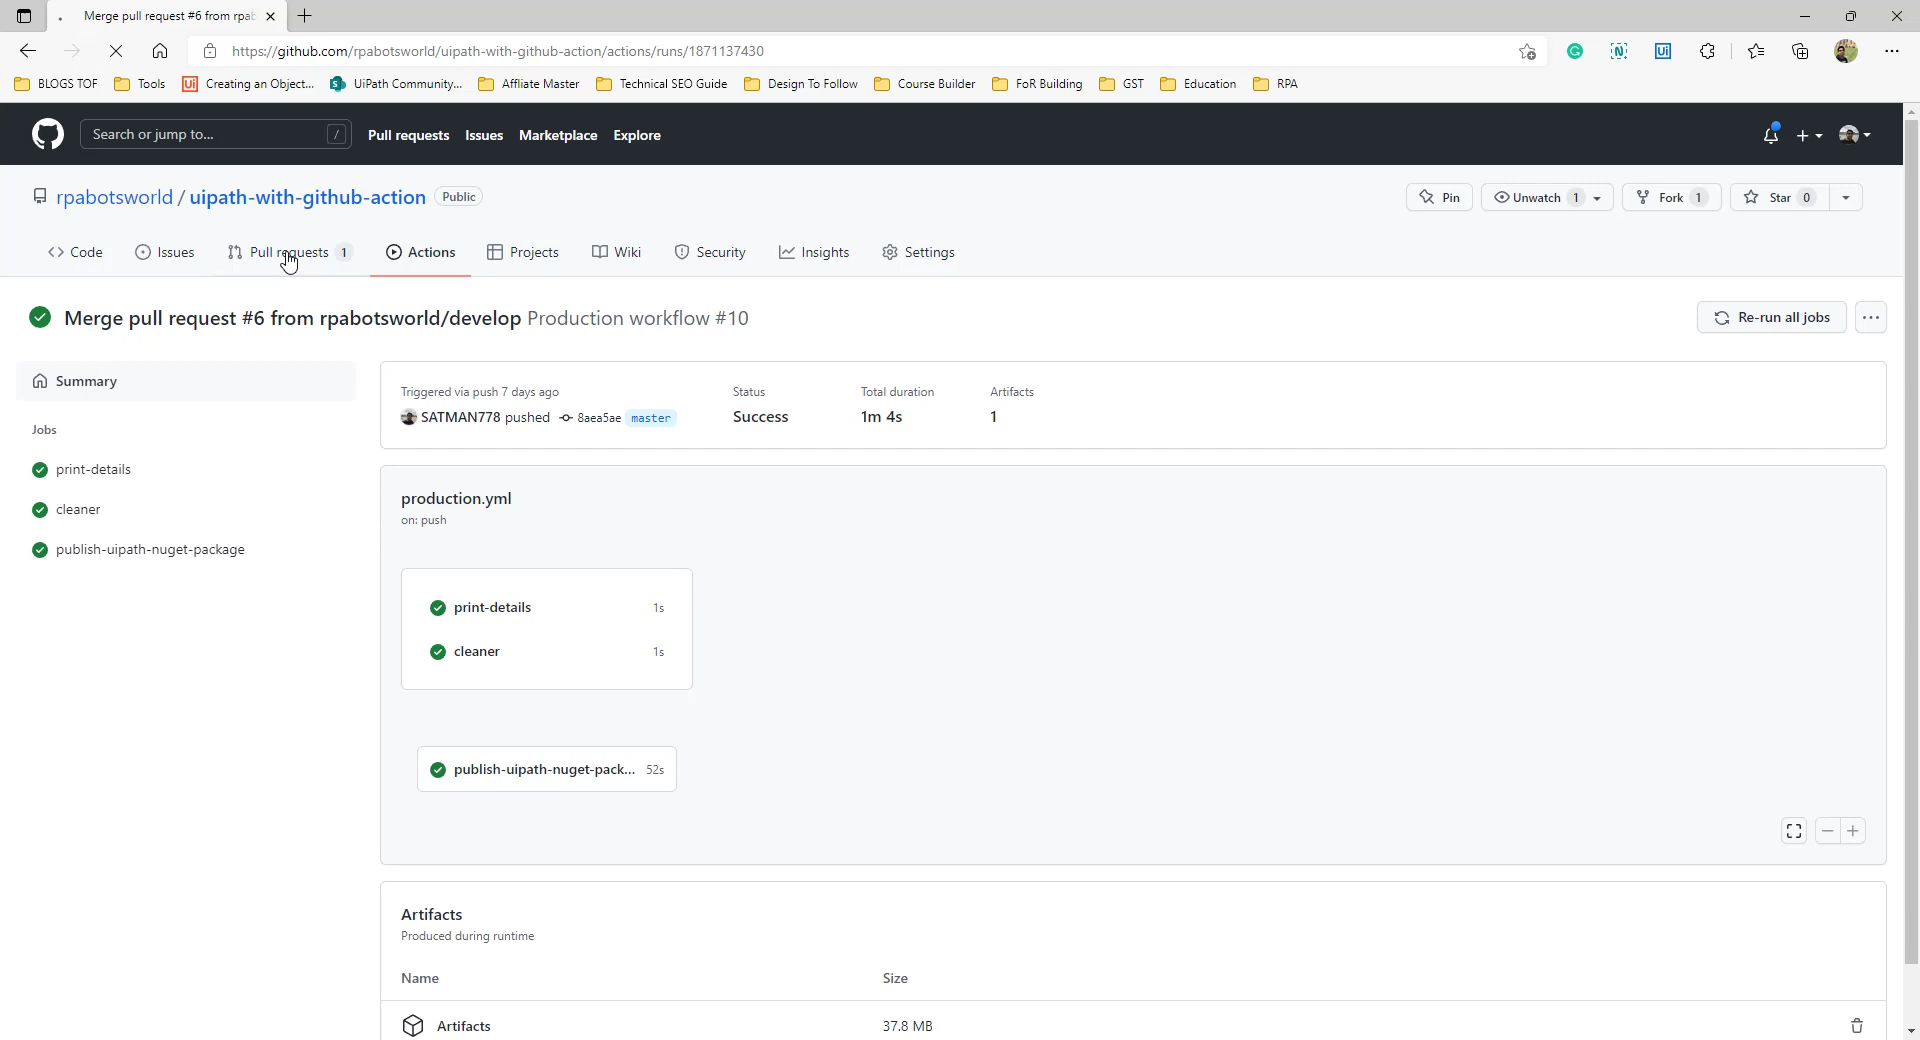 Merge pull request #6 from rpab
https://github.com/rpabotsworld/uipath-with-github-action/actions/runs/1871137430
BLOGS TOF Tools Creating an Object... UiPath Community... Affliate Master Technical SEO Guide Design To Follow Course Builder FoR Building GST Education RPA
Search or jump to... / Pull requests Issues Marketplace Explore
rpabotsworld / uipath-with-github-action Public Pin Unwatch 1 Fork 1 Star 0
Code Issues Pull requests 1 Actions Projects Wiki Security Insights Settings
Merge pull request #6 from rpabotsworld/develop Production workflow #10 Re-run all jobs
Summary
Jobs
print-details
cleaner
publish-uipath-nuget-package
Triggered via push 7 days ago Status Total duration Artifacts
SATMAN778 pushed 8aea5ae master Success 1m 4s 1
production.yml
on: push
print-details 1s
cleaner 1s
publish-uipath-nuget-pack... 52s
Artifacts
Produced during runtime
Name Size
Artifacts 37.8 MB